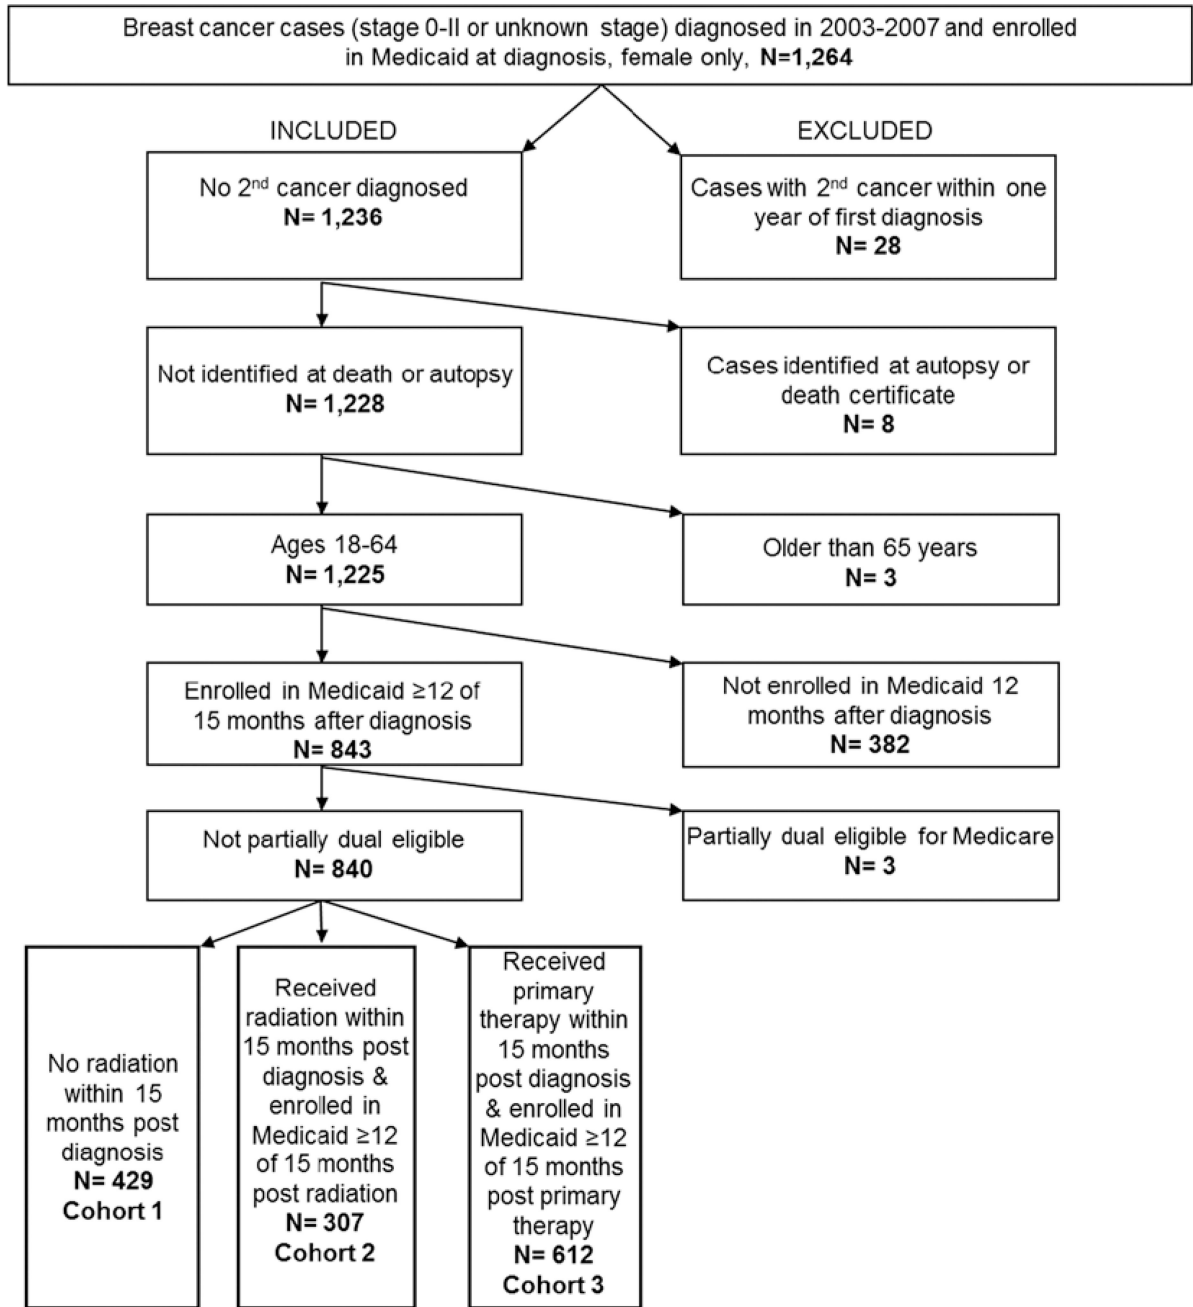 Breast cancer cases (stage 0-II or unknown stage) diagnosed in 2003-2007 and enrolled
in Medicaid at diagnosis, female only, N=1,264
INCLUDED
EXCLUDED
No 2nd cancer diagnosed
N= 1,236
Cases with 2nd cancer within one
year of first diagnosis
N= 28
Not identified at death or autopsy
N= 1,228
Cases identified at autopsy or
death certificate
N= 8
Ages 18-64
N= 1,225
Older than 65 years
N= 3
Enrolled in Medicaid ≥12 of
15 months after diagnosis
N= 843
Not enrolled in Medicaid 12
months after diagnosis
N= 382
Not partially dual eligible
N= 840
Partially dual eligible for Medicare
N= 3
No radiation
within 15
months post
diagnosis
N= 429
Cohort 1
Received
radiation within
15 months post
diagnosis &
enrolled in
Medicaid ≥12
of 15 months
post radiation
N= 307
Cohort 2
Received
primary
therapy within
15 months
post diagnosis
& enrolled in
Medicaid ≥12
of 15 months
post primary
therapy
N= 612
Cohort 3